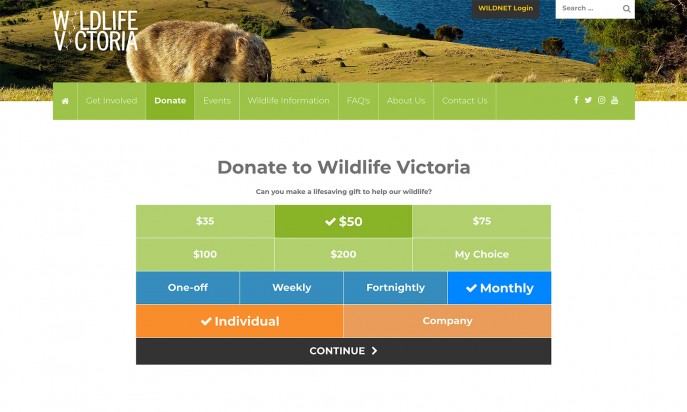 WILDLIFE
VICTORIA
WILDNET Login
Search ...
Get Involved
Donate
Events
Wildlife Information
FAQ's
About Us
Contact Us
Donate to Wildlife Victoria
Can you make a lifesaving gift to help our wildlife?
$35
$50
$75
$100
$200
My Choice
One-off
Weekly
Fortnightly
Monthly
Individual
Company
CONTINUE